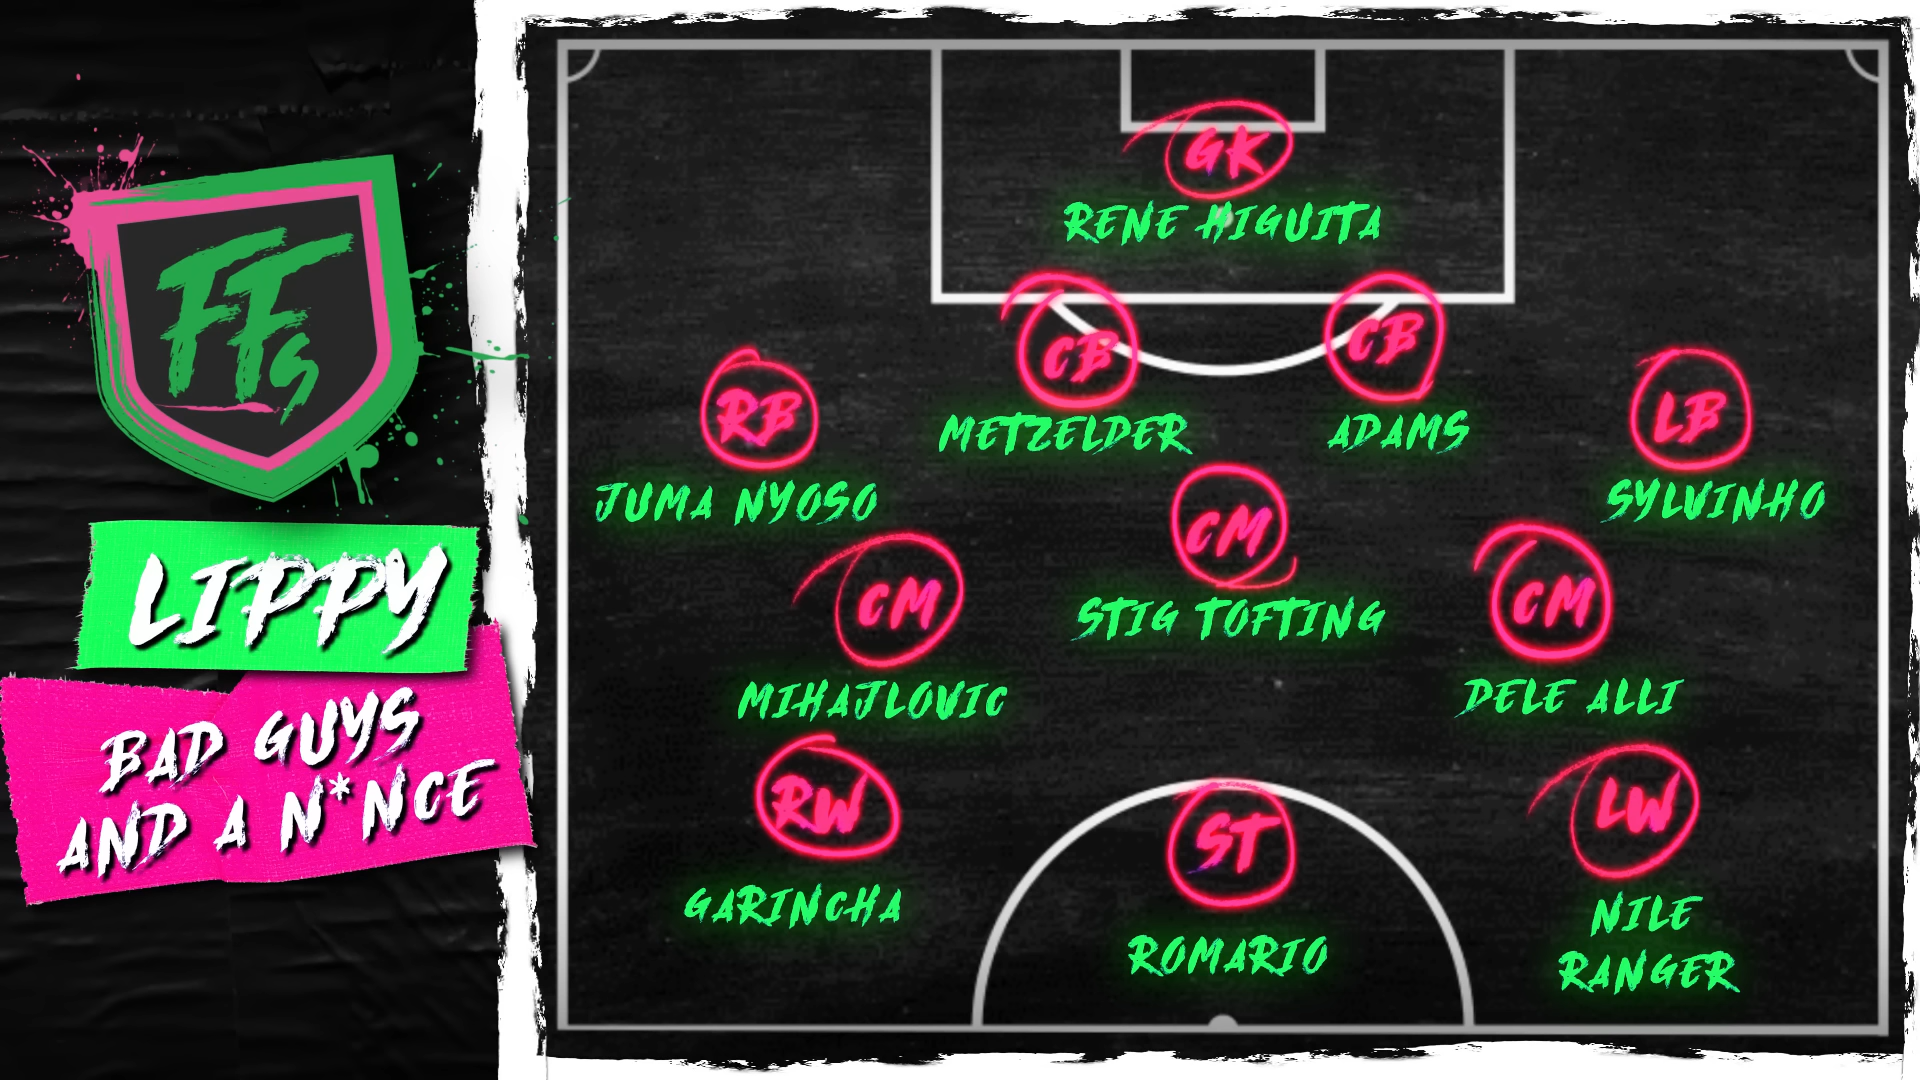 FFs
LIPPY
BAD GUYS
AND A N*NCE
GK
RENE HIGUITA
CB
METZELDER
CB
ADAMS
RB
JUMA NYOSO
LB
SYLVINHO
CM
STIG TOFTING
CM
MIHAJLOVIC
CM
DELE ALLI
RW
GARINCHA
ST
ROMARIO
LW
NILE
RANGER